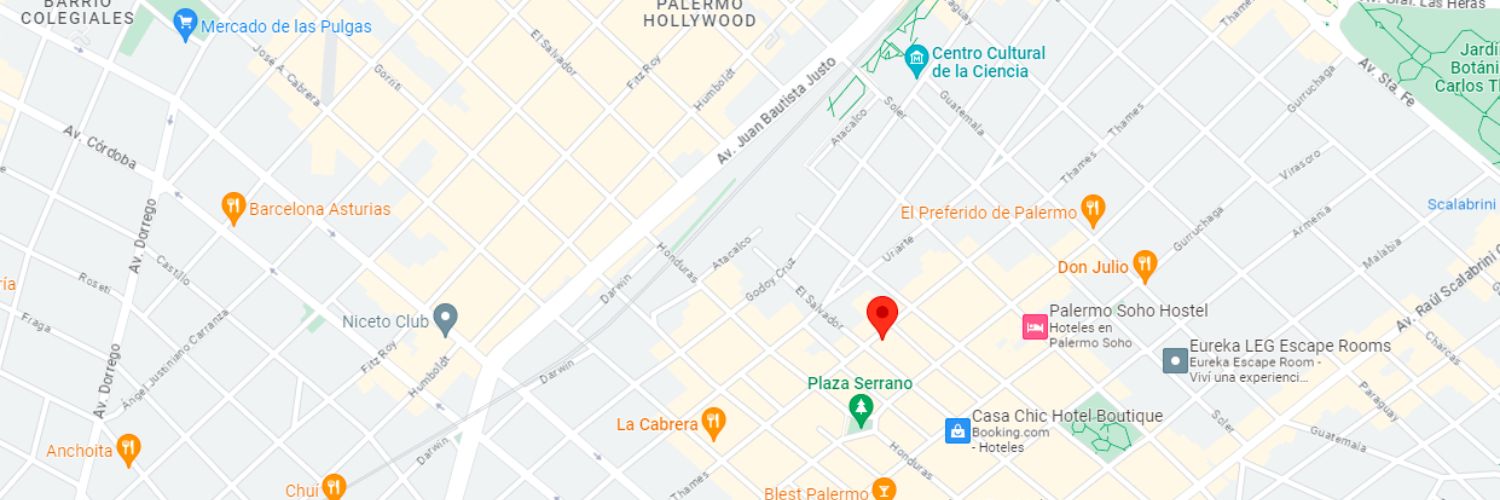 BARRIO
COLEGIALES
Mercado de las Pulgas
PALERMO
HOLLYWOOD
Paraguay
Av. Gral. Las Heras
José A. Cabrera
Gorriti
El Salvador
Fitz Roy
Humboldt
Av. Juan Bautista Justo
Centro Cultural
de la Ciencia
Soler
Guatemala
Atacalco
Thames
Thames
Gurruchaga
Av. Sta. Fe
Jardi
Botáni
Carlos Th
Av. Córdoba
Barcelona Asturias
Av. Dorrego
Virasoro
Scalabrini
El Preferido de Palermo
Gurruchaga
Armenia
Malabia
Honduras
Atacalco
Uriarte
Don Julio
Darwin
Godoy Cruz
El Salvador
Castillo
Roseti
ría
Fraga
Ángel Justiniano Carranza
Niceto Club
Fitz Roy
Humboldt
Palermo Soho Hostel
Hoteles en
Palermo Soho
Av. Raúl Scalabrini O
Eureka LEG Escape Rooms
Eureka Escape Room -
Viví una experienci...
Charcas
Av. Dorrego
Darwin
Plaza Serrano
Paraguay
La Cabrera
Casa Chic Hotel Boutique
Booking.com
- Hoteles
Soler
Guatemala
Anchoita
Darwin
Honduras
Chuí
Thames
Blest Palermo